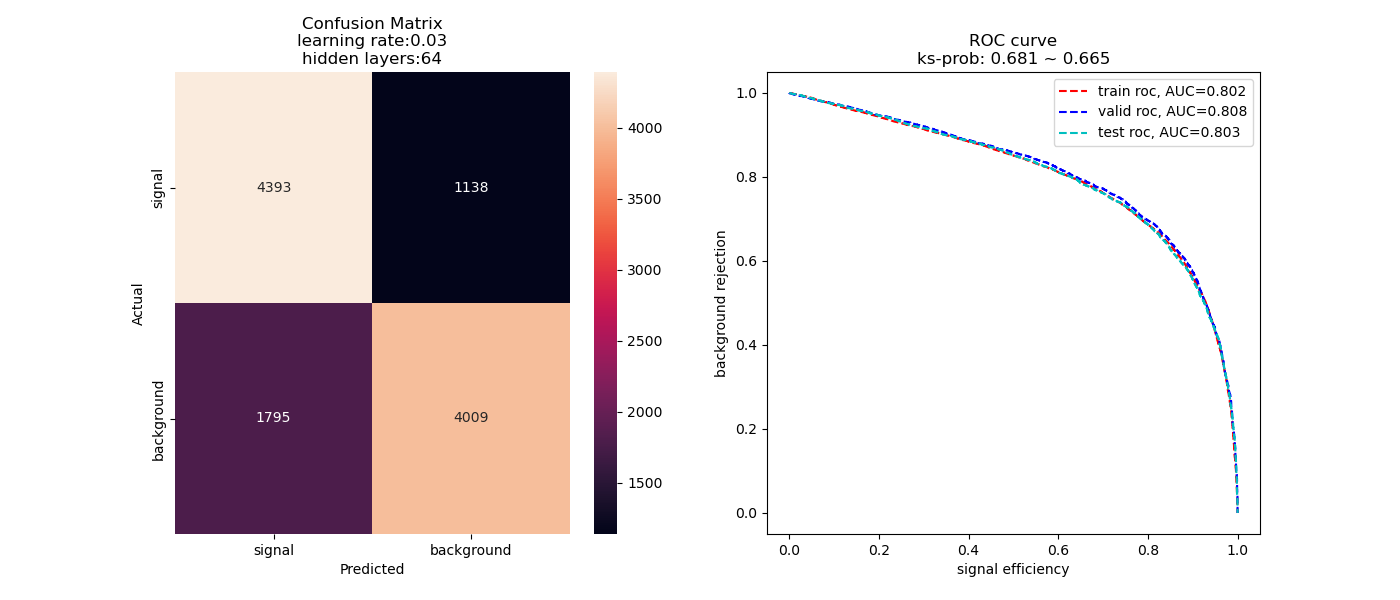 Confusion Matrix
learning rate:0.03
hidden layers:64
signal
background
Actual
4393
1138
1795
4009
signal
background
Predicted
4000
3500
3000
2500
2000
1500
ROC curve
ks-prob: 0.681 ~ 0.665
train roc, AUC=0.802
valid roc, AUC=0.808
test roc, AUC=0.803
background rejection
1.0
0.8
0.6
0.4
0.2
0.0
0.0
0.2
0.4
0.6
0.8
1.0
signal efficiency